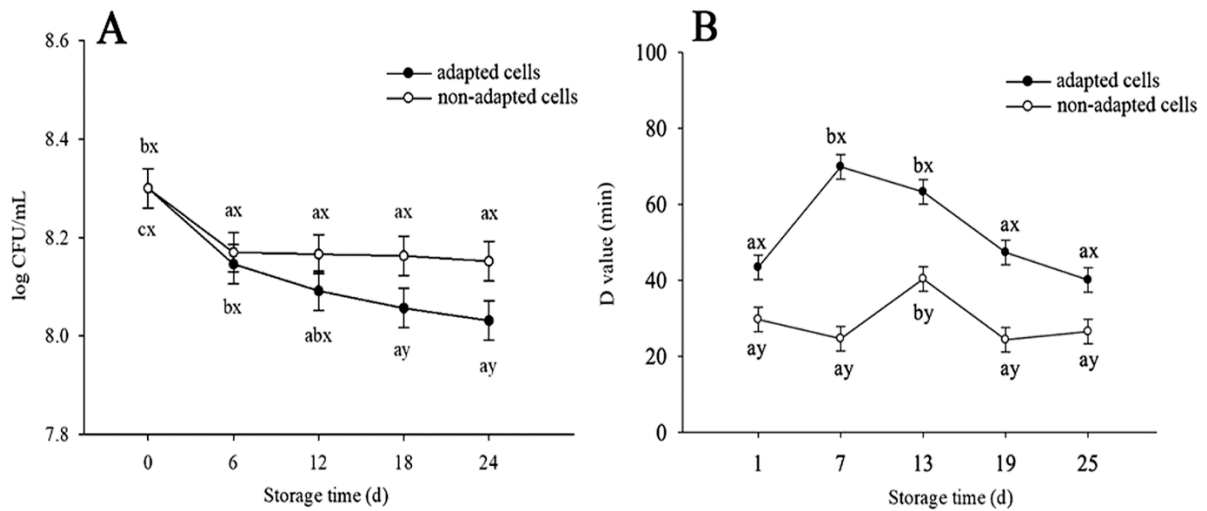 A
8.6
8.4
8.2
8.0
7.8
log CFU/mL
adapted cells
non-adapted cells
bx
cx
ax
ax
ax
ax
bx
abx
ay
ay
0 6 12 18 24
Storage time (d)
B
100
80
60
40
20
0
D value (min)
adapted cells
non-adapted cells
bx
bx
ax
ax
ax
by
ay
ay
ay
ay
1 7 13 19 25
Storage time (d)